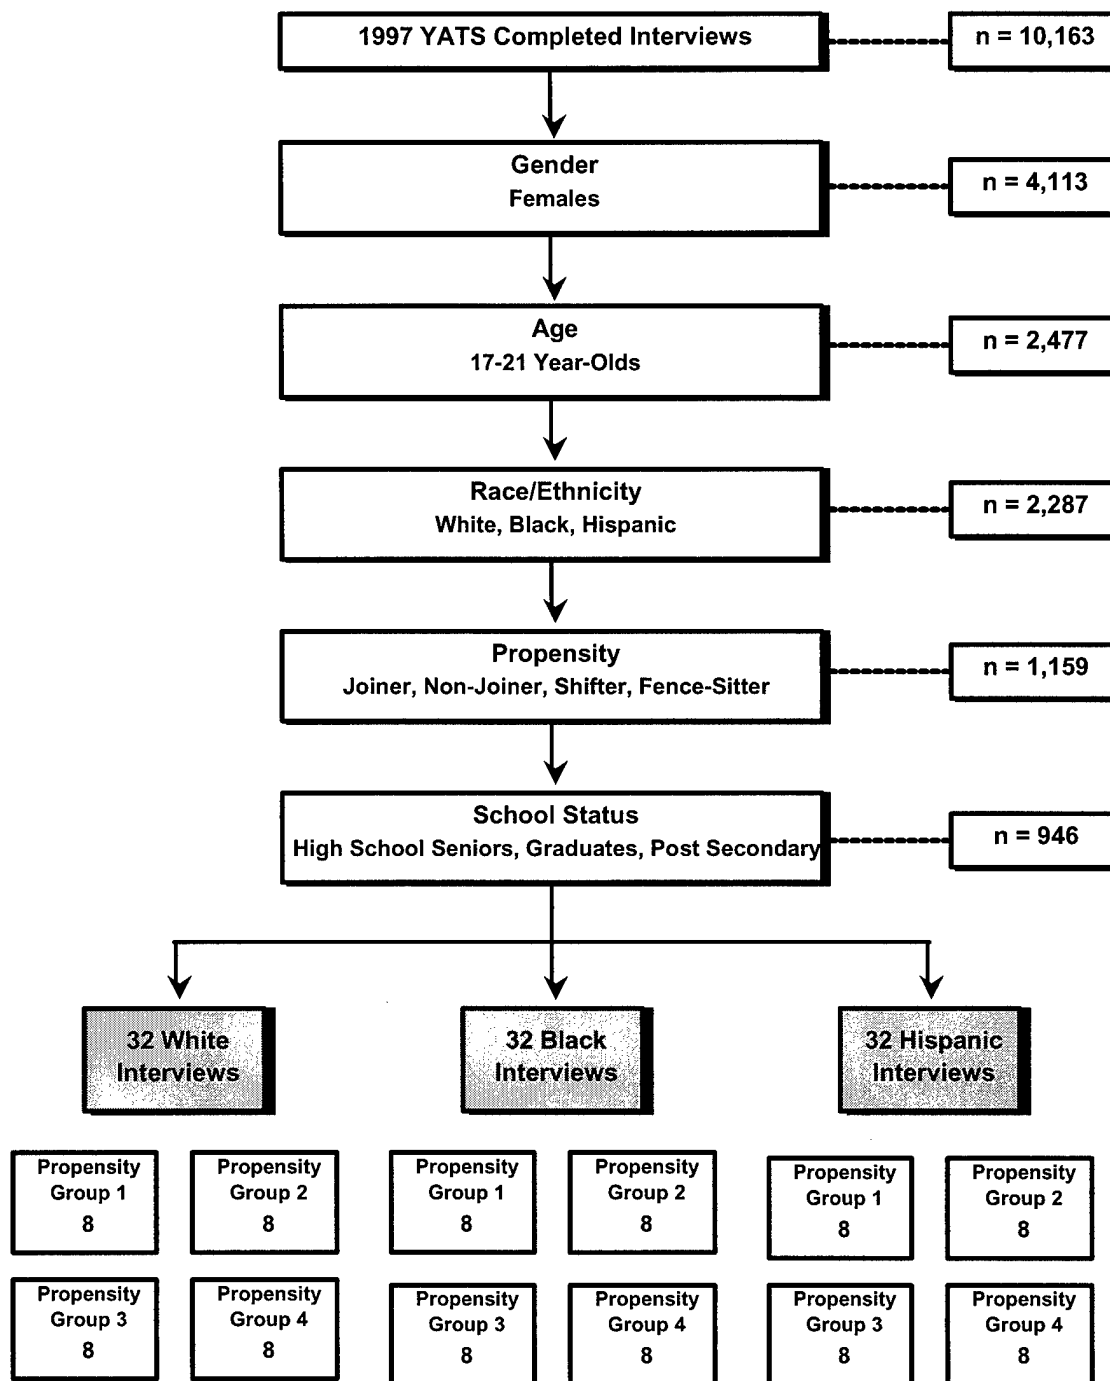 1997 YATS Completed Interviews
n = 10,163
Gender
Females
n = 4,113
Age
17-21 Year-Olds
n = 2,477
Race/Ethnicity
White, Black, Hispanic
n = 2,287
Propensity
Joiner, Non-Joiner, Shifter, Fence-Sitter
n = 1,159
School Status
High School Seniors, Graduates, Post Secondary
n = 946
32 White
Interviews
32 Black
Interviews
32 Hispanic
Interviews
Propensity
Group 1
8
Propensity
Group 2
8
Propensity
Group 1
8
Propensity
Group 2
8
Propensity
Group 1
8
Propensity
Group 2
8
Propensity
Group 3
8
Propensity
Group 4
8
Propensity
Group 3
8
Propensity
Group 4
8
Propensity
Group 3
8
Propensity
Group 4
8